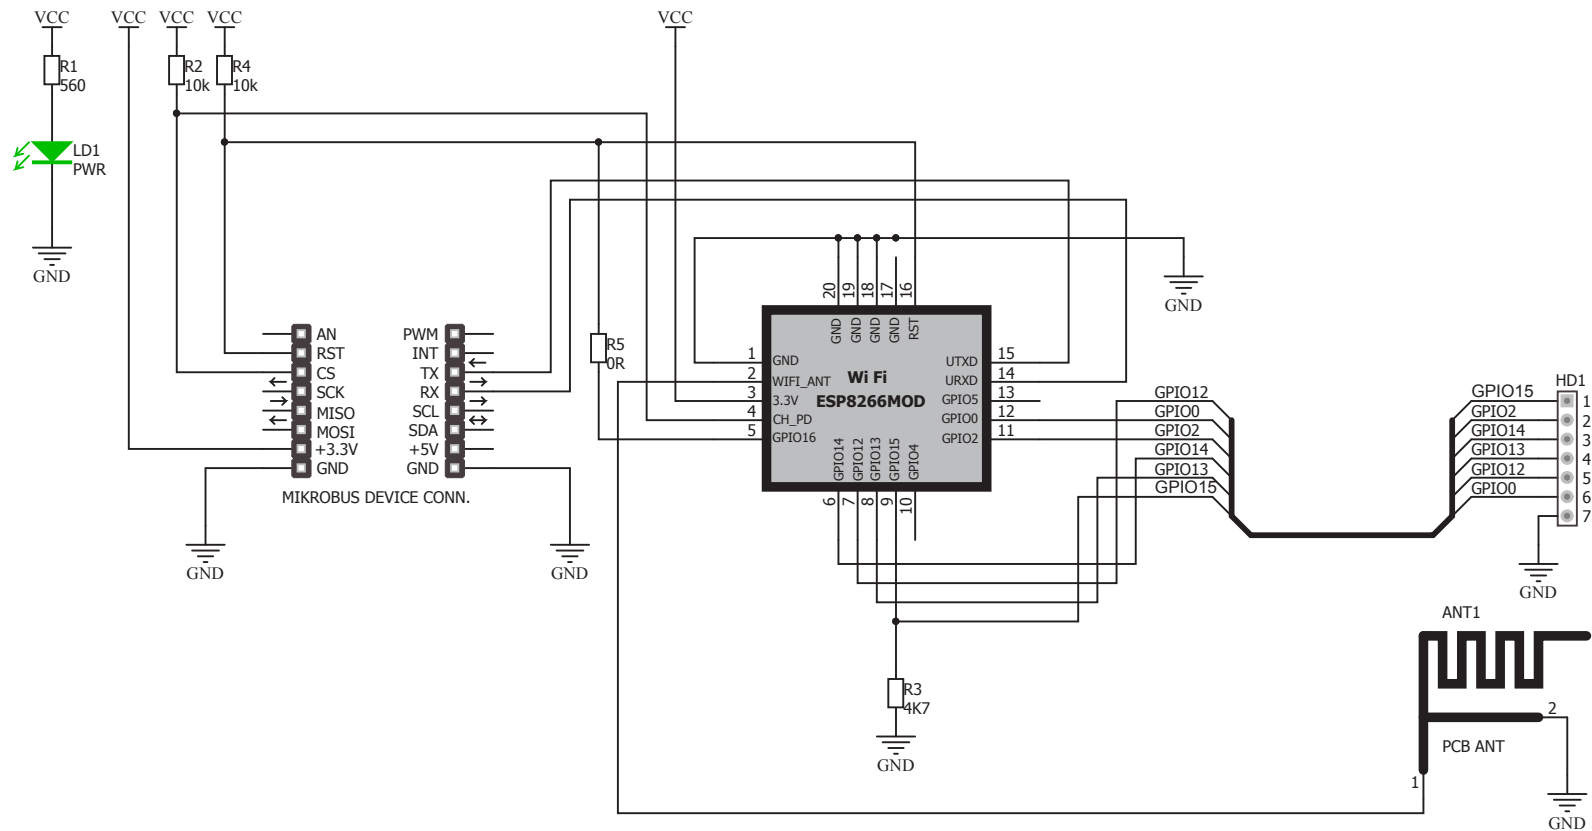 VCC VCC VCC VCC VCC
R1
560
R2
10k
R4
10k
LD1
PWR
GND
AN
RST
CS
SCK
MISO
MOSI
+3.3V
GND
PWM
INT
TX
RX
SCL
SDA
+5V
GND
MIKROBUS DEVICE CONN.
GND
GND
R5
0R
20 19 18 17 16
GND GND GND GND RST
1 GND
2 WIFI_ANT
3 3.3V
4 CH_PD
5 GPIO16
Wi Fi
ESP8266MOD
UTXD 15
URXD 14
GPIO5 13
GPIO0 12
GPIO2 11
GPIO14 GPIO12 GPIO13 GPIO15 GPIO4
6 7 8 9 10
GND
R3
4K7
GND
GPIO12
GPIO0
GPIO2
GPIO14
GPIO13
GPIO15
HD1
GPIO15 1
GPIO2 2
GPIO14 3
GPIO13 4
GPIO12 5
GPIO0 6
7
GND
ANT1
2
PCB ANT
1
GND